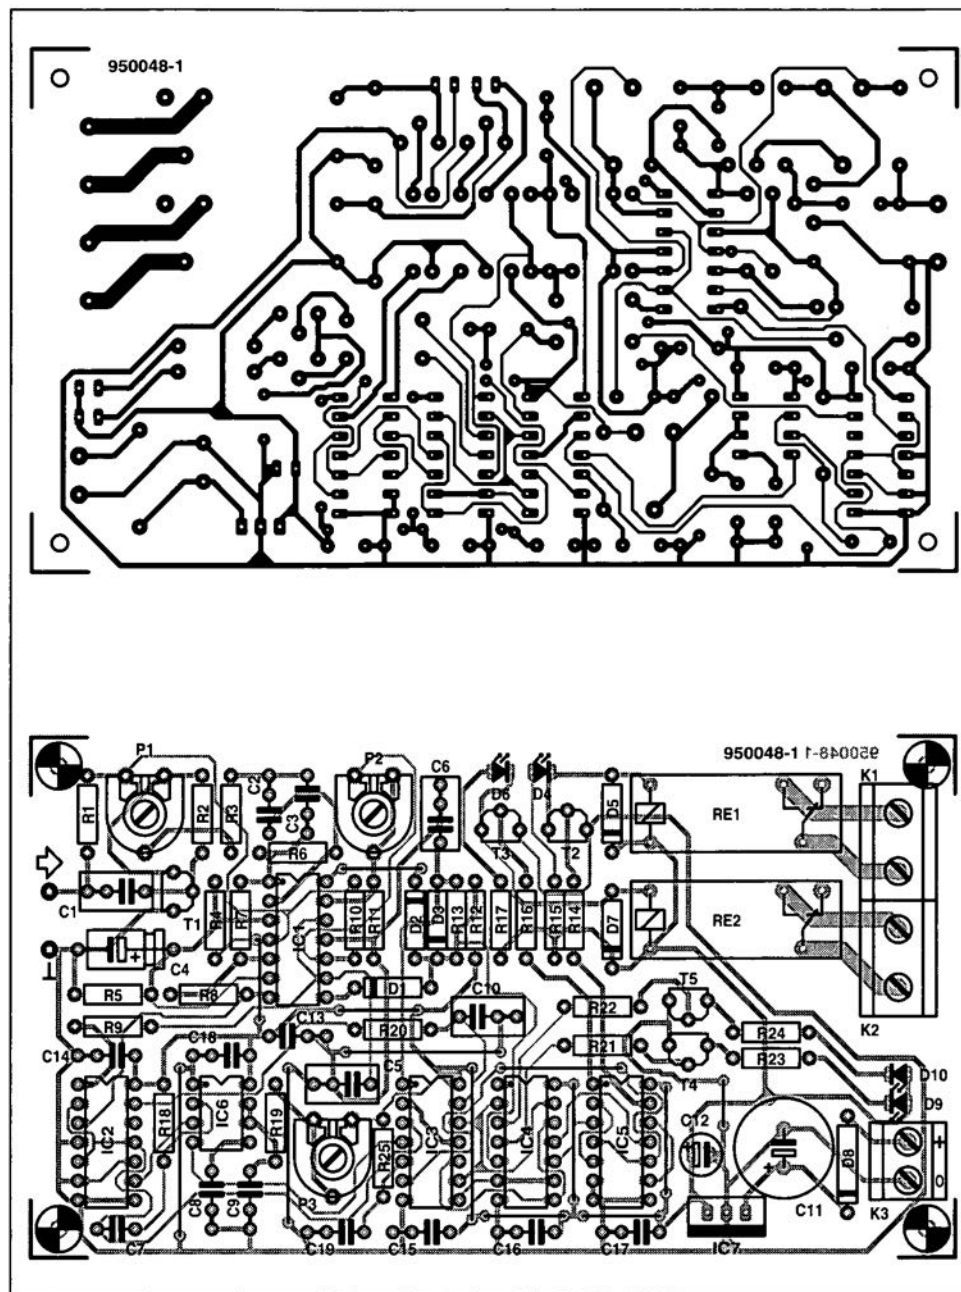 950048-1
P1
P2
C6
950048-1
950048-1
D6
D4
K1
R1
R2
R3
C2
C3
D5
RE1
T3
T2
R6
C1
T1
R4
R7
IC1
R10
R11
D2
D3
R13
R12
R17
R16
R15
R14
D7
RE2
C4
R5
R8
D1
C10
T5
R9
C18
C13
R20
R22
R24
K2
C14
R21
R23
C5
T4
D10
D9
IC2
R18
IC6
R19
IC3
IC4
IC5
C12
+
R25
D8
C8
C9
P3
+
C11
0
K3
C7
C19
C15
C16
C17
IC7